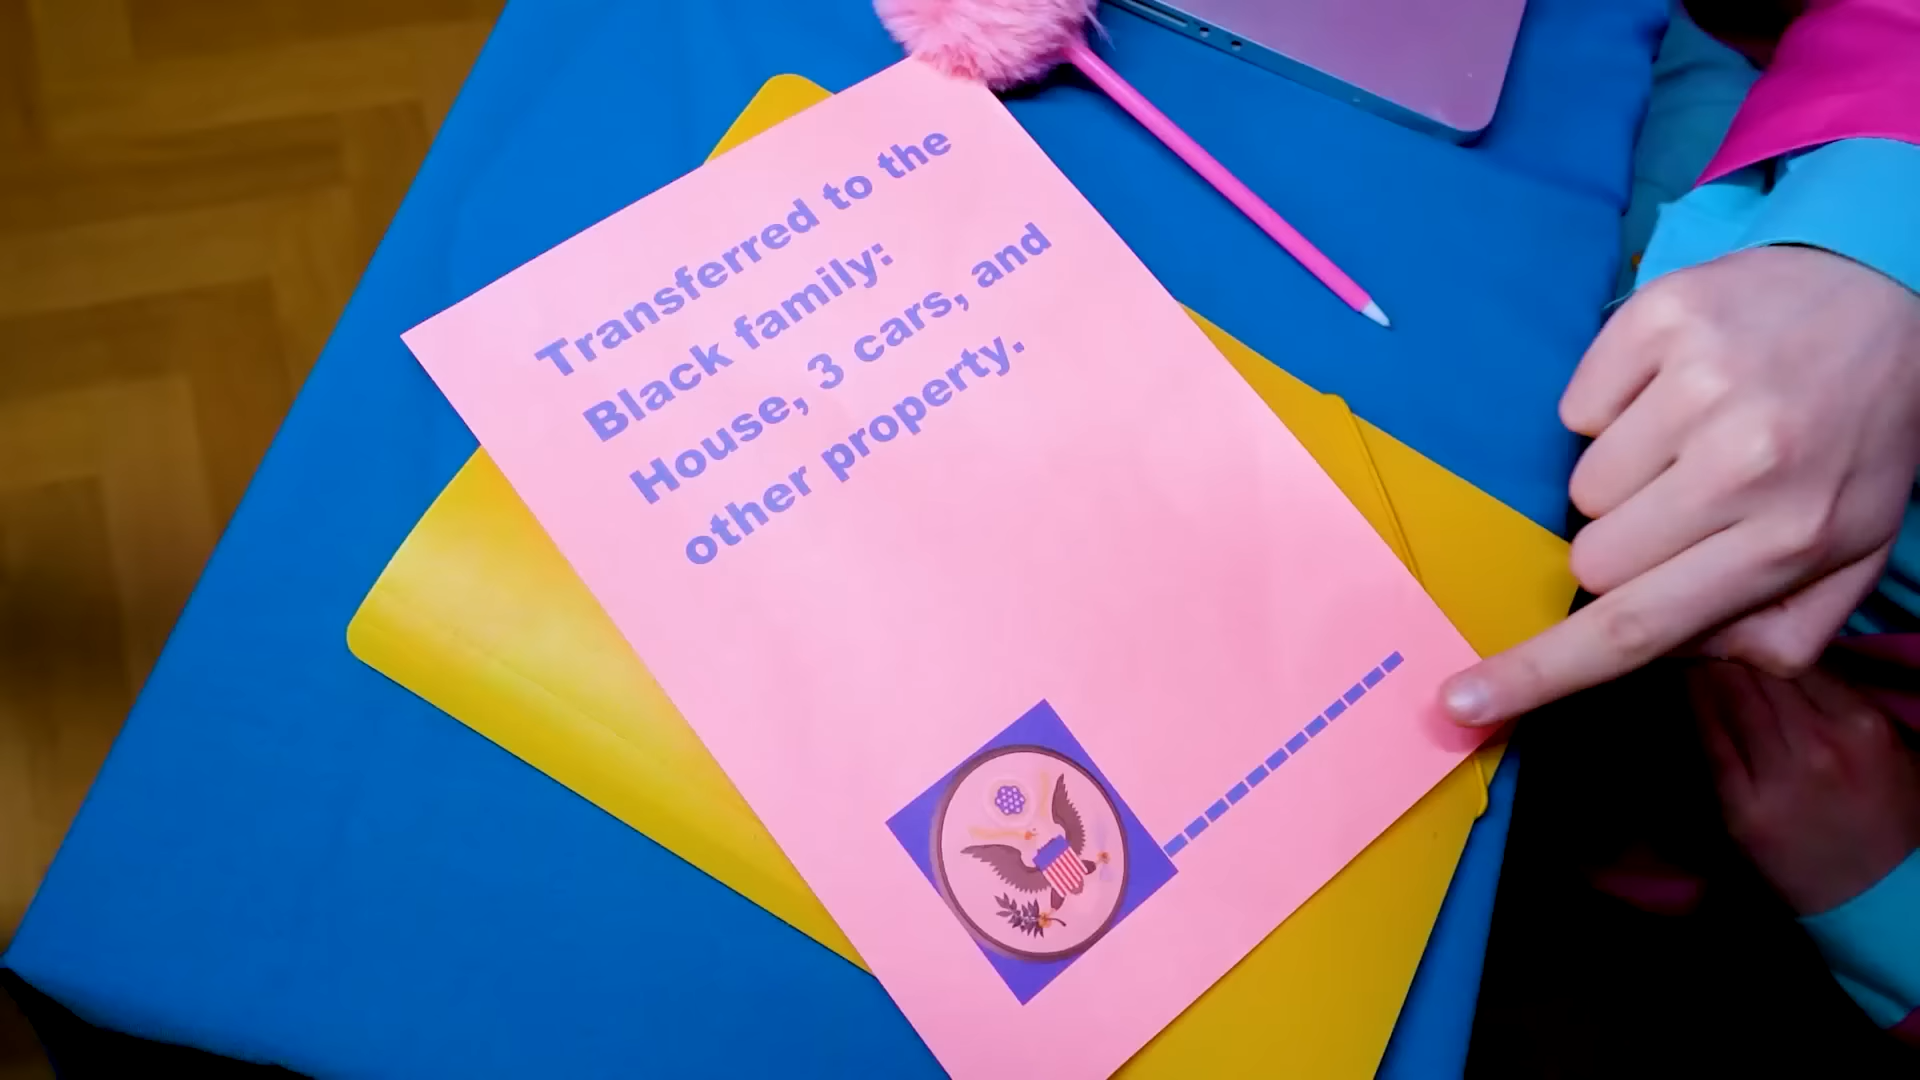 Transferred to the
Black family:
House, 3 cars, and
other property.